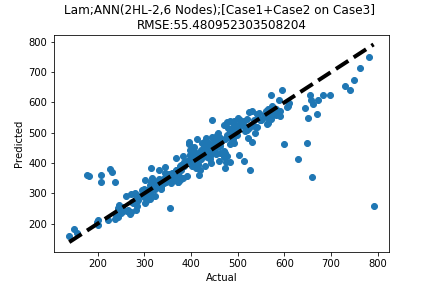 Lam;ANN(2HL-2,6 Nodes);[Case1+Case2 on Case3]
RMSE:55.480952303508204
800
700
600
500
400
300
200
Predicted
200 300 400 500 600 700 800
Actual